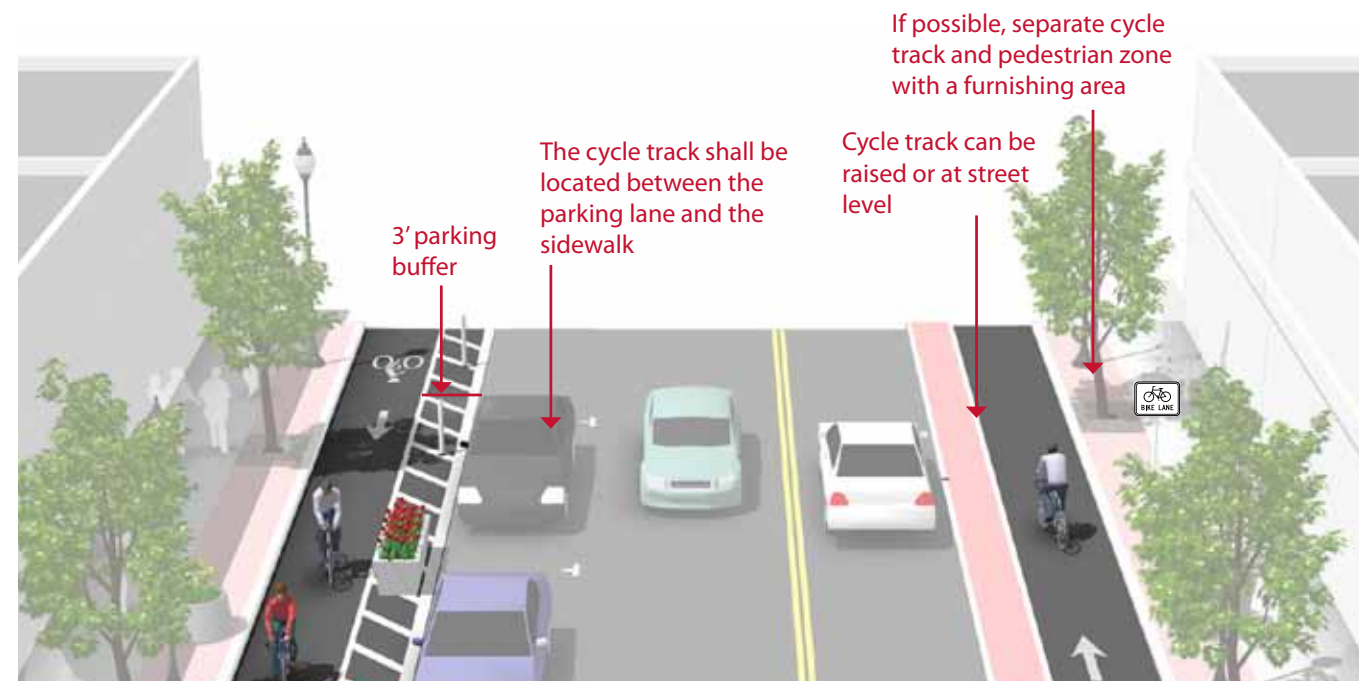 If possible, separate cycle
track and pedestrian zone
with a furnishing area
The cycle track shall be
located between the
parking lane and the
sidewalk
Cycle track can be
raised or at street
level
3’ parking
buffer
BIKE LANE